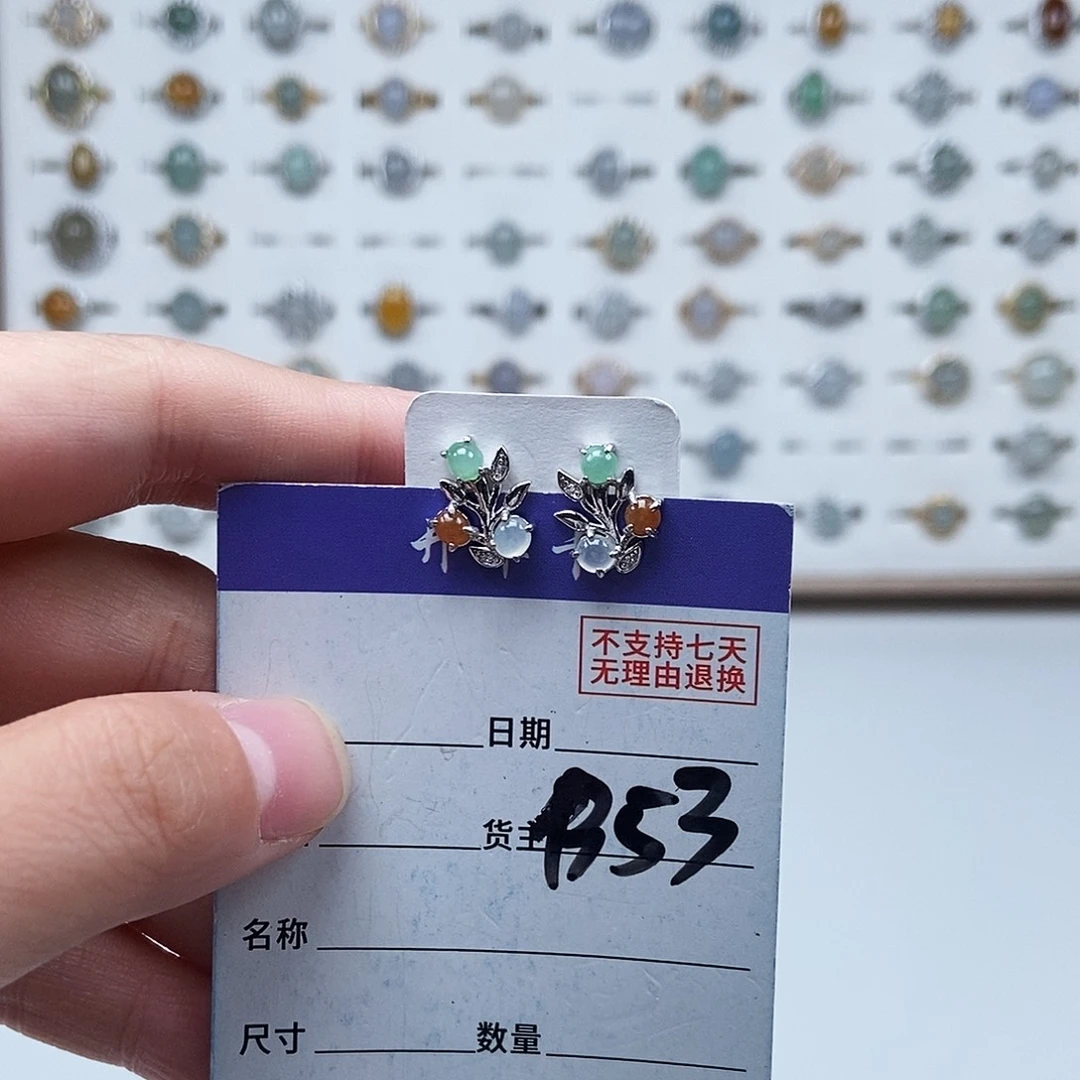 不支持七天
无理由退换
日期
货主 B53
名称
尺寸 数量